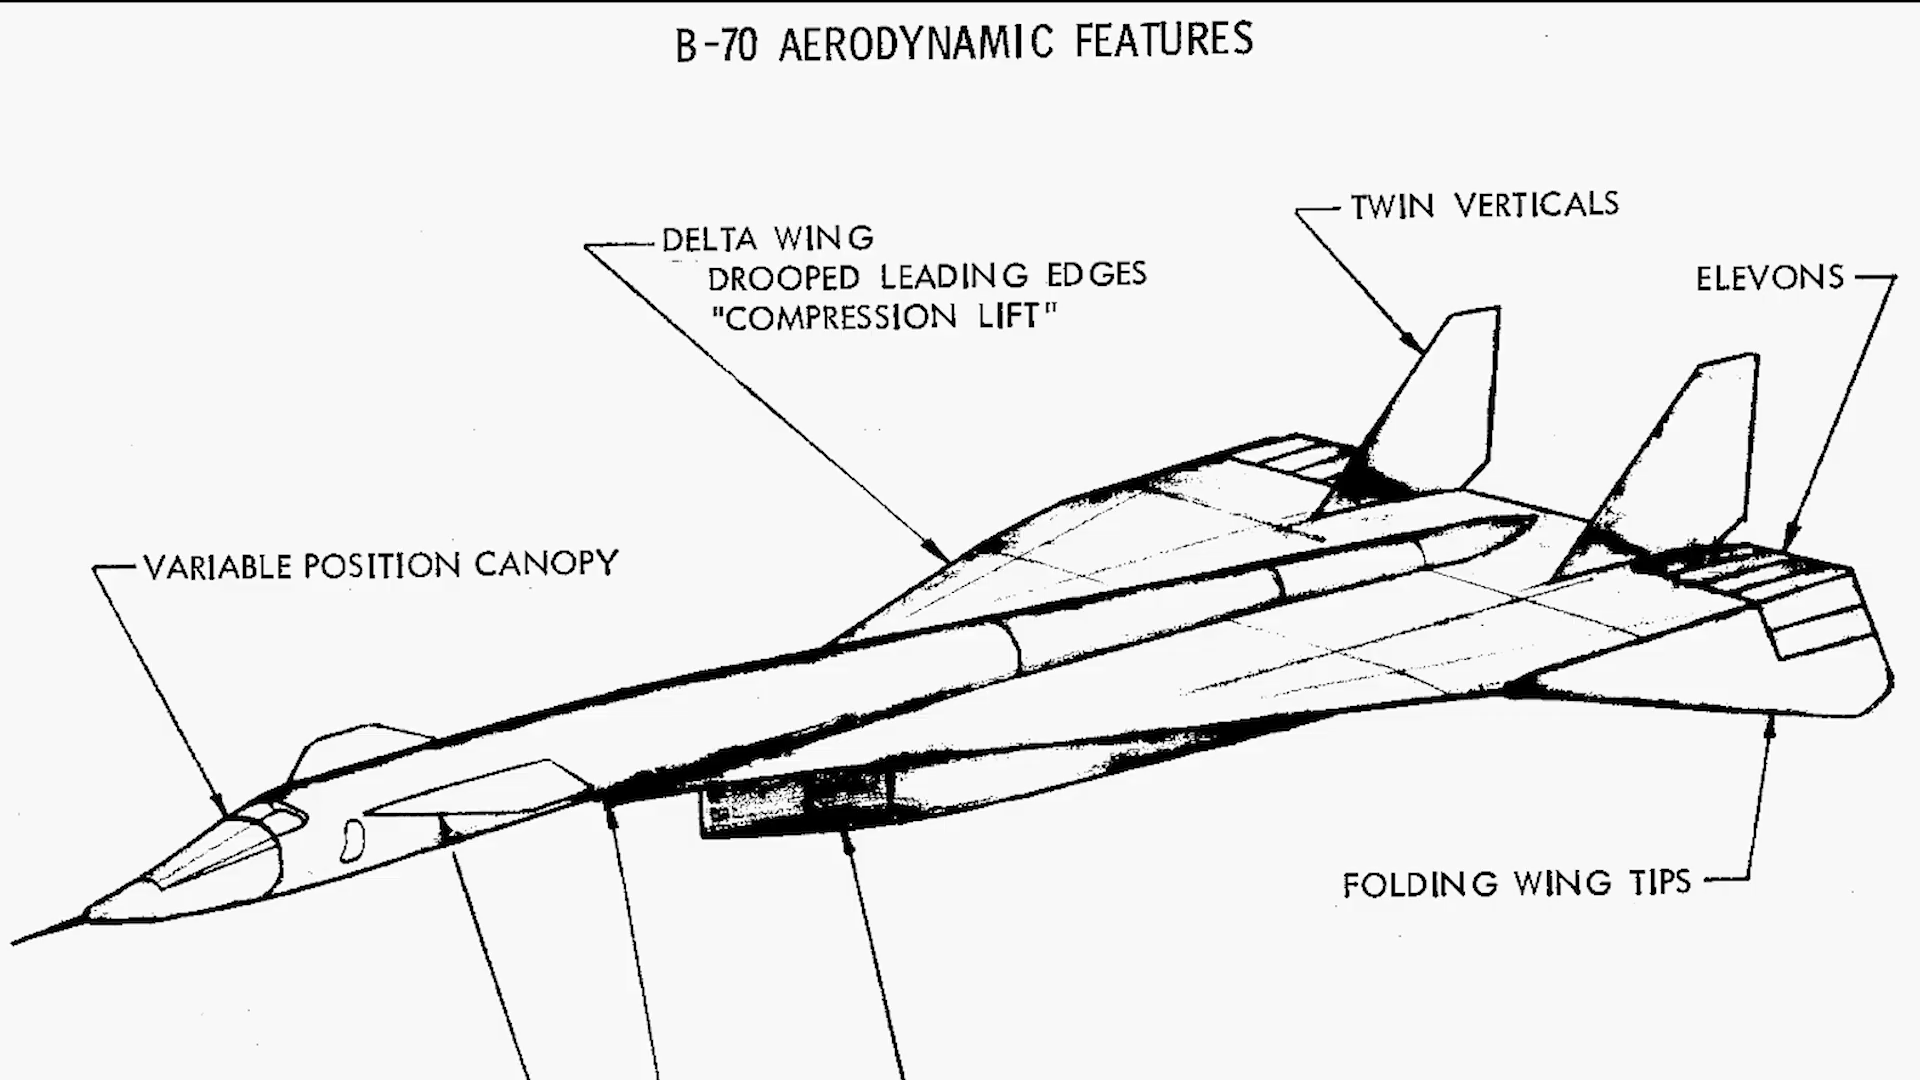 B-70 AERODYNAMIC FEATURES
TWIN VERTICALS
DELTA WING
DROOPED LEADING EDGES
"COMPRESSION LIFT"
ELEVONS
VARIABLE POSITION CANOPY
FOLDING WING TIPS